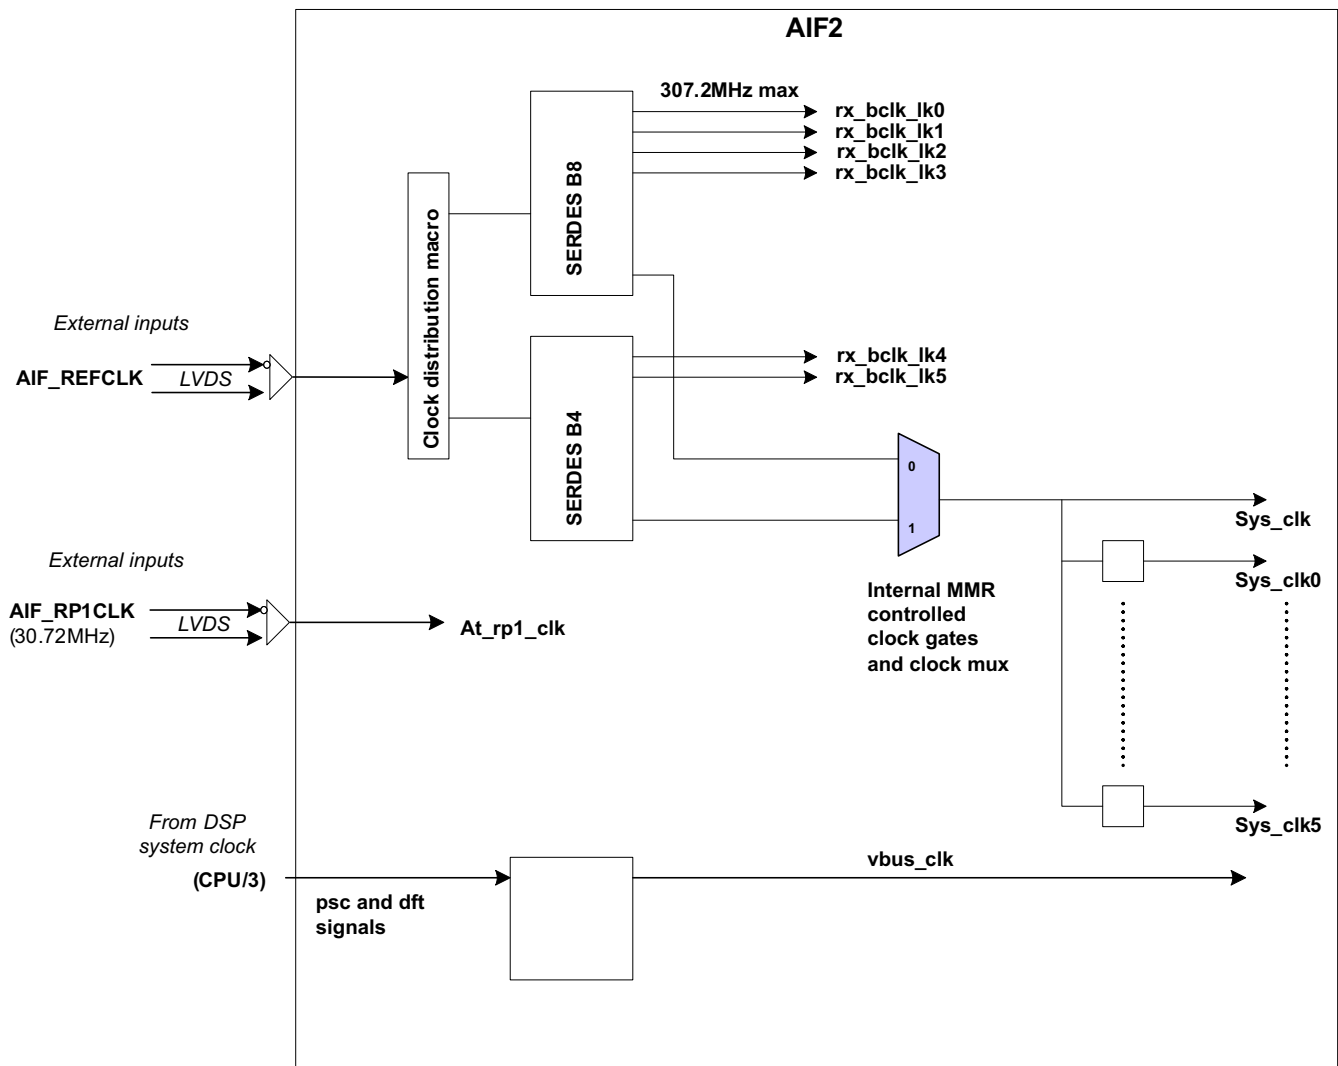 AIF2
307.2MHz max
rx_bclk_lk0
rx_bclk_lk1
rx_bclk_lk2
rx_bclk_lk3
SERDES B8
Clock distribution macro
External inputs
AIF_REFCLK
LVDS
rx_bclk_lk4
rx_bclk_lk5
SERDES B4
0
1
Sys_clk
Sys_clk0
External inputs
AIF_RP1CLK
(30.72MHz)
LVDS
At_rp1_clk
Internal MMR
controlled
clock gates
and clock mux
Sys_clk5
From DSP
system clock
(CPU/3)
psc and dft
signals
vbus_clk